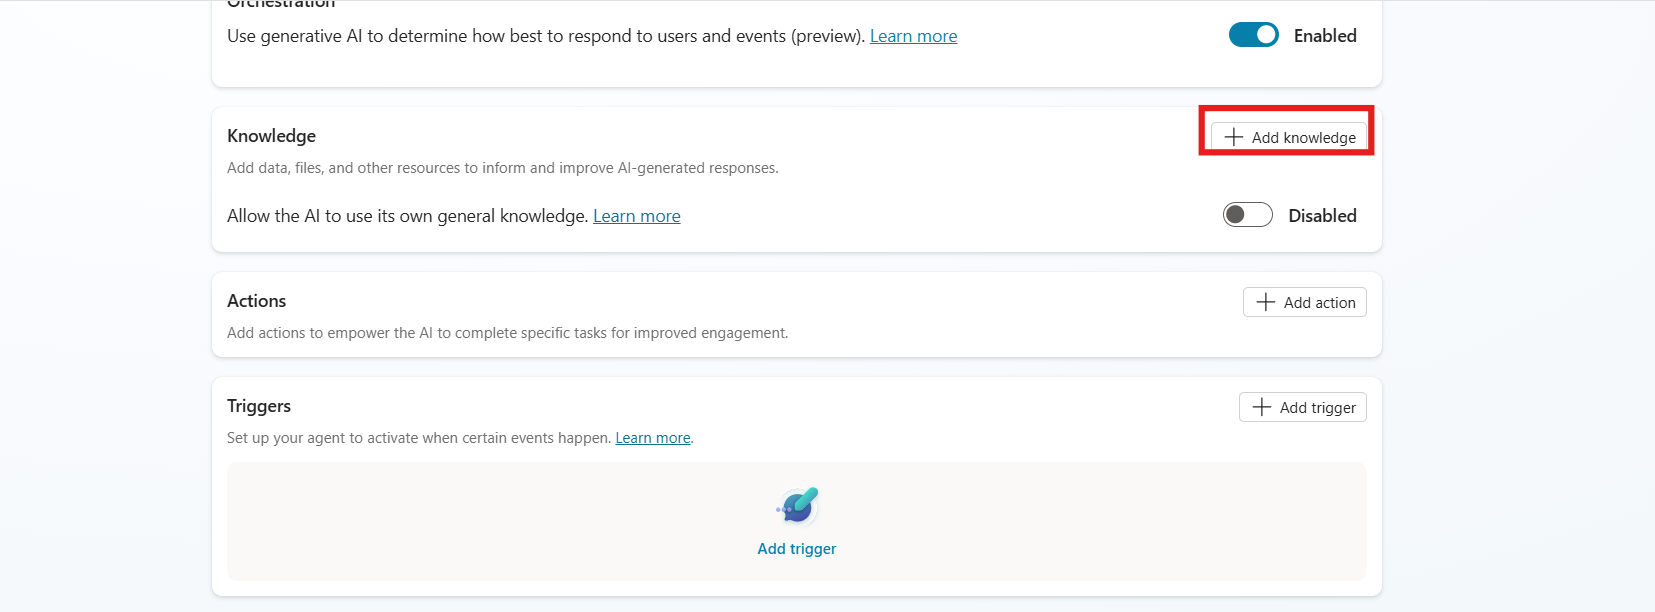 Orchestration
Use generative AI to determine how best to respond to users and events (preview). Learn more
Enabled
Knowledge
Add knowledge
Add data, files, and other resources to inform and improve AI-generated responses.
Allow the AI to use its own general knowledge. Learn more
Disabled
Actions
Add action
Add actions to empower the AI to complete specific tasks for improved engagement.
Triggers
Add trigger
Set up your agent to activate when certain events happen. Learn more.
Add trigger